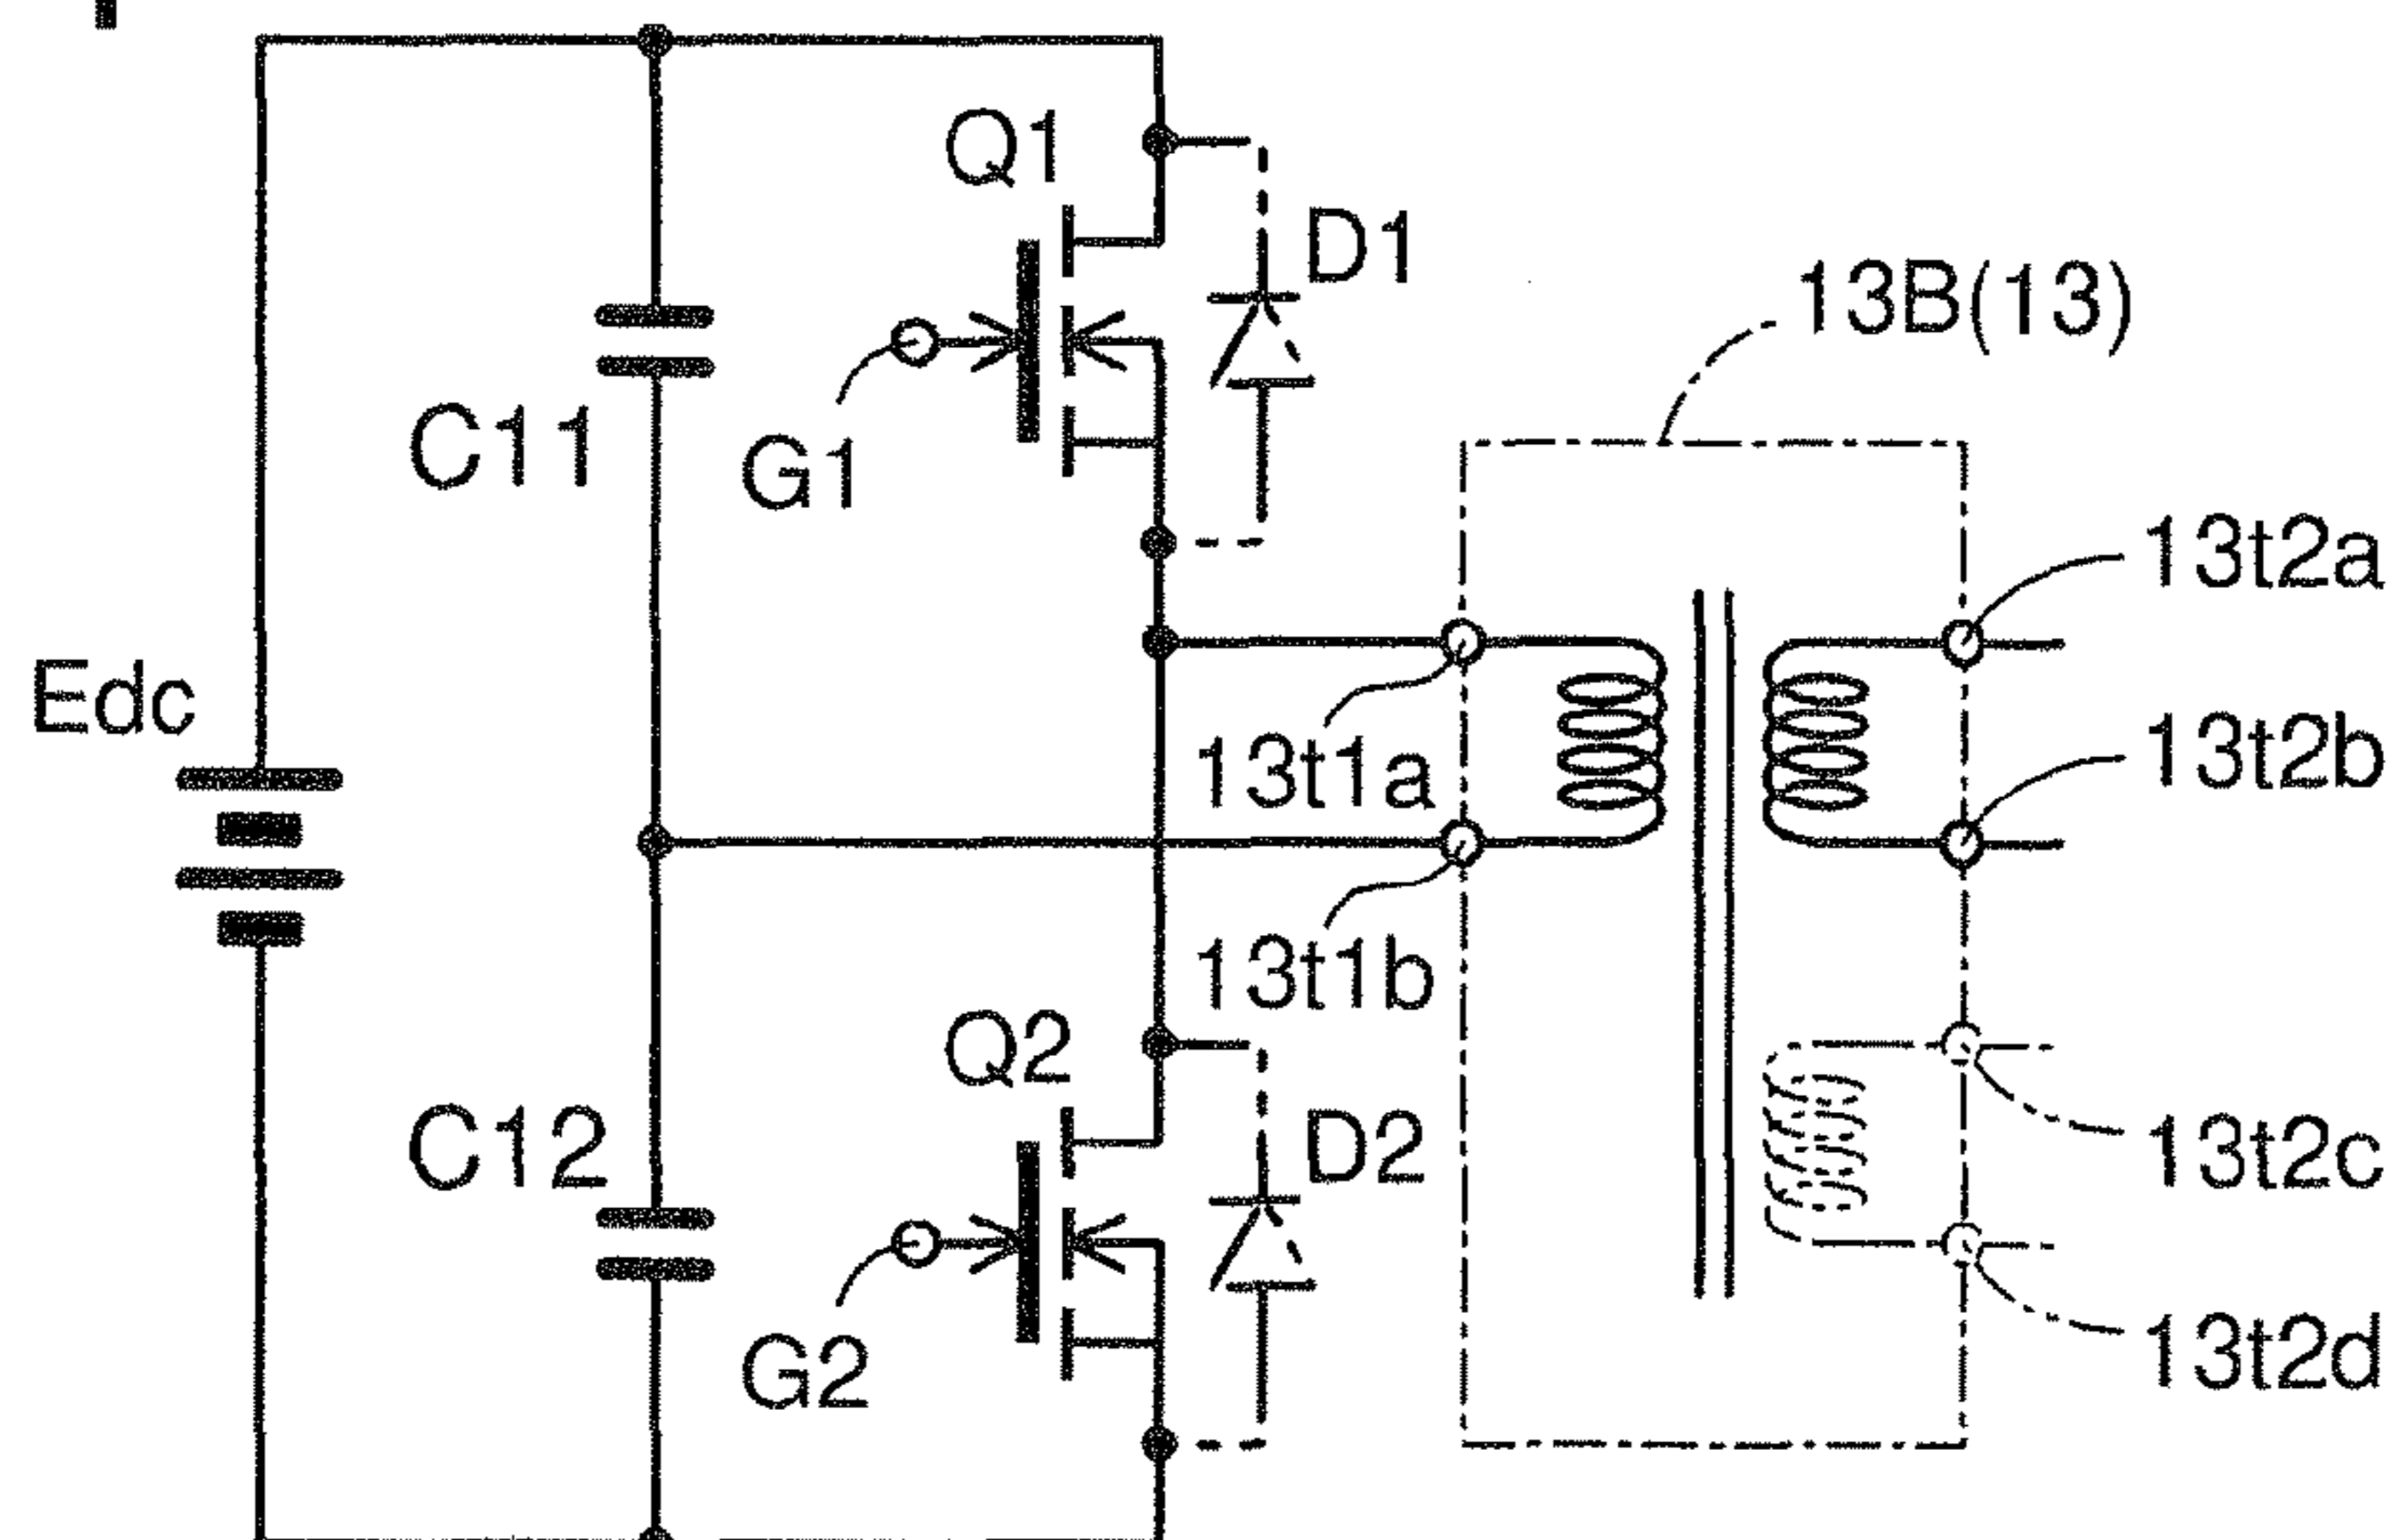 Q1
D1
13B(13)
C11
G1
13t2a
Edc
13t1a
13t2b
13t1b
Q2
C12
D2
13t2c
G2
13t2d